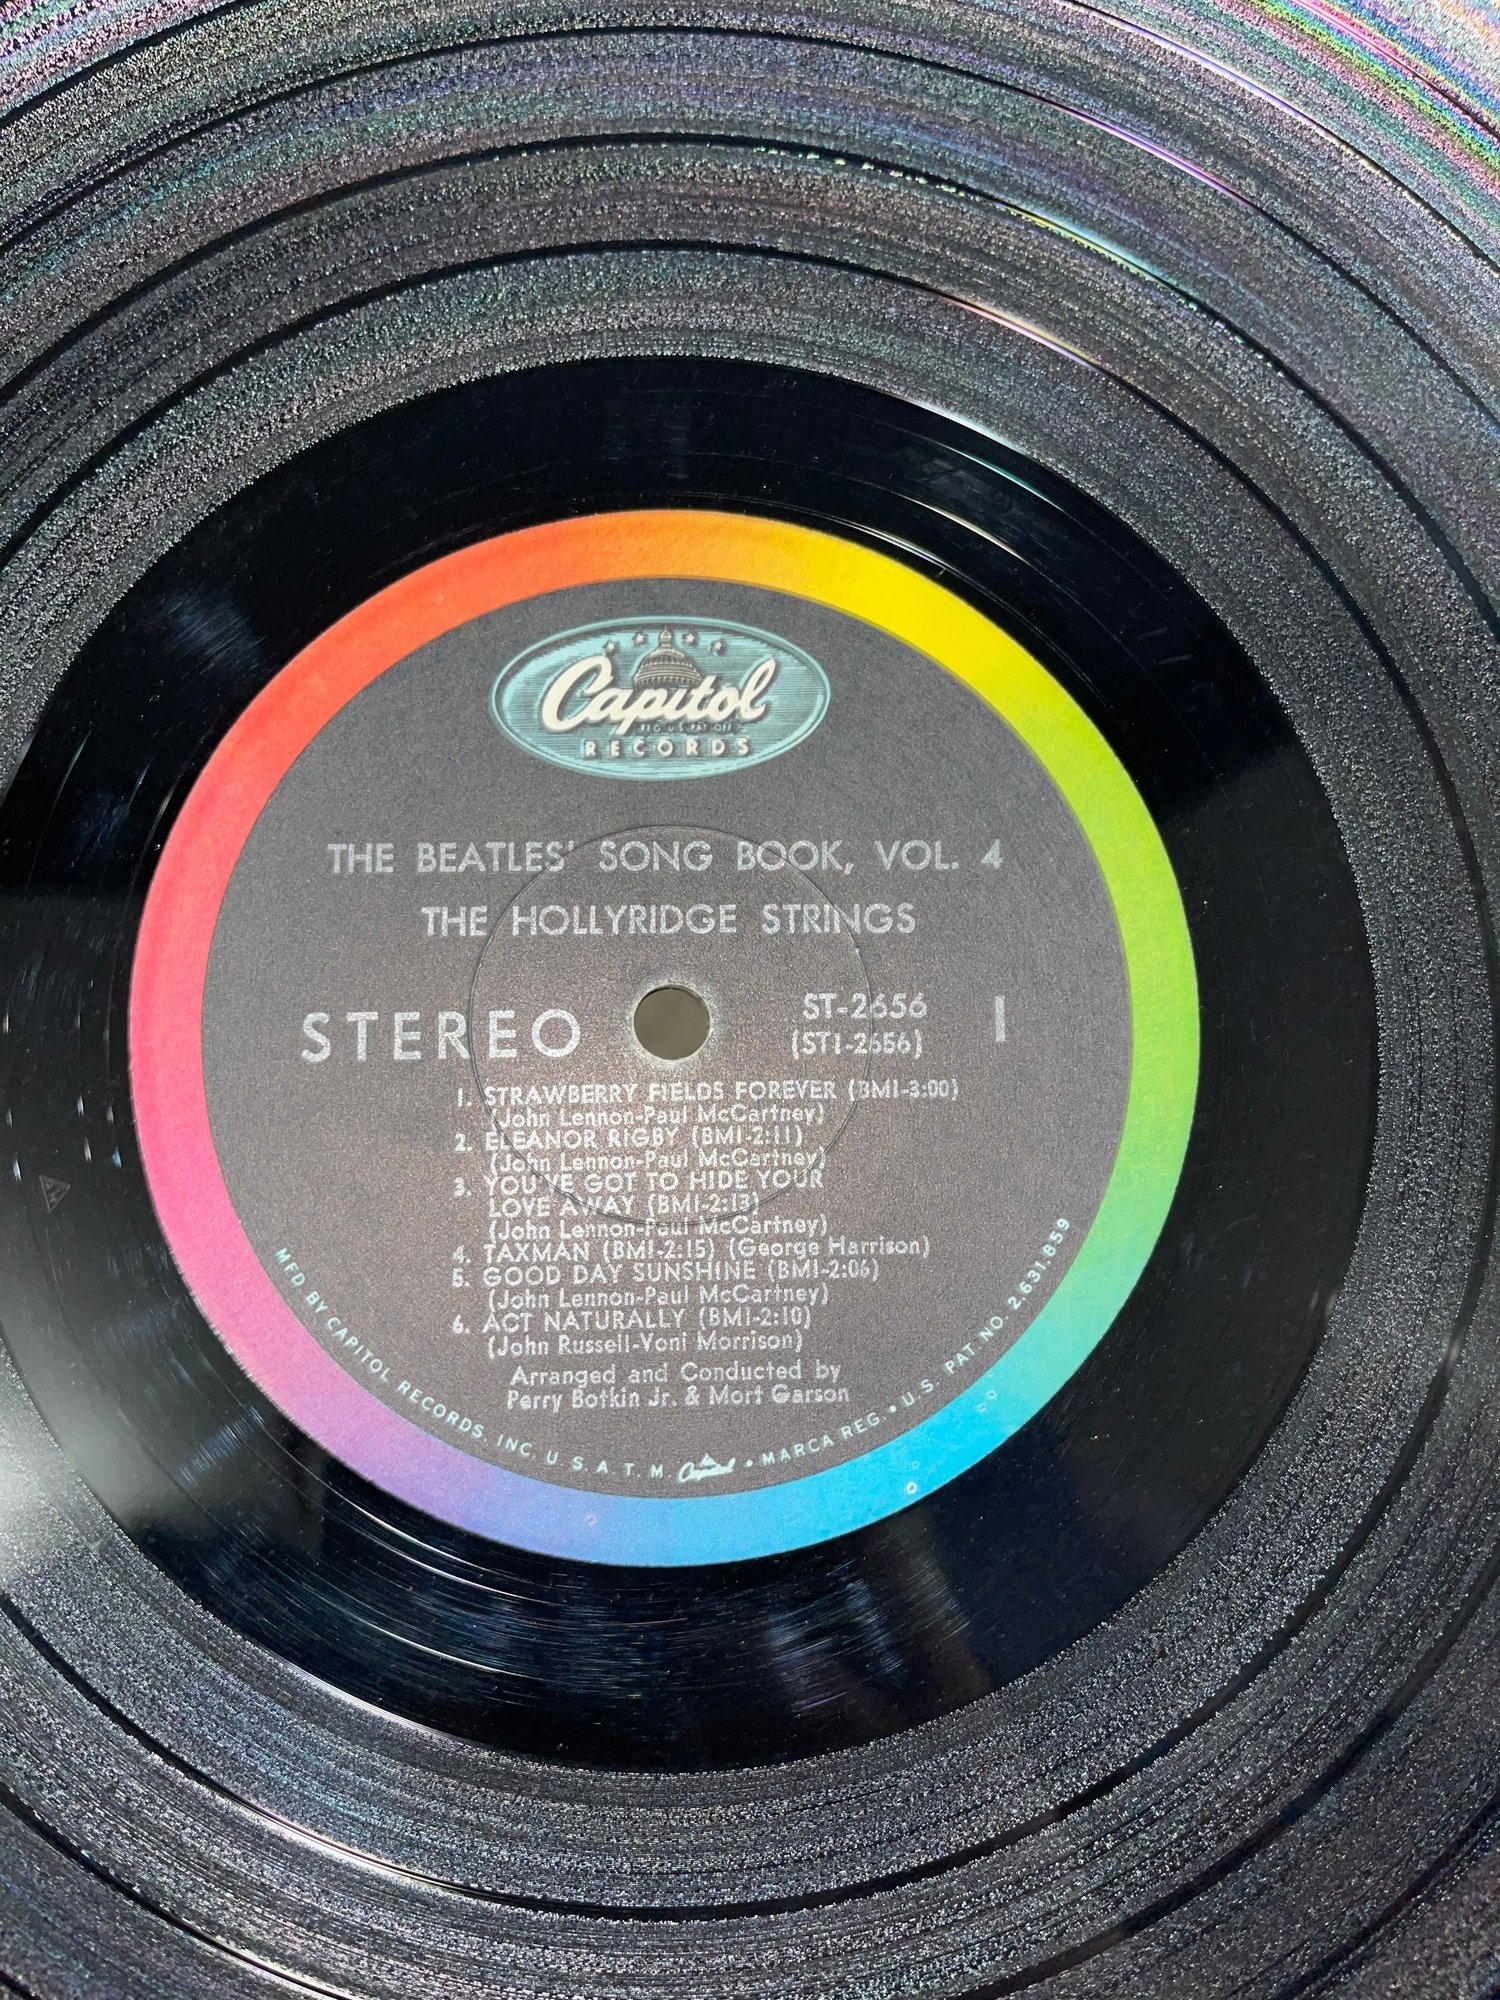 Capitol
REG. U.S. PAT. OFF.
RECORDS
THE BEATLES' SONG BOOK, VOL. 4
THE HOLLYRIDGE STRINGS
STEREO
ST-2656
(ST1-2656)
1
1. STRAWBERRY FIELDS FOREVER (BMI-3:00)
(John Lennon-Paul McCartney)
2. ELEANOR RIGBY (BMI-2:11)
(John Lennon-Paul McCartney)
3. YOU'VE GOT TO HIDE YOUR
LOVE AWAY (BMI-2:13)
(John Lennon-Paul McCartney)
4. TAXMAN (BMI-2:15) (George Harrison)
5. GOOD DAY SUNSHINE (BMI-2:06)
(John Lennon-Paul McCartney)
6. ACT NATURALLY (BMI-2:10)
(John Russell-Voni Morrison)
Arranged and Conducted by
Perry Botkin Jr. & Mort Garson
MFD BY CAPITOL RECORDS, INC. U.S.A. T.M. Capitol • MARCA REG. • U.S. PAT NO. 2,631,859